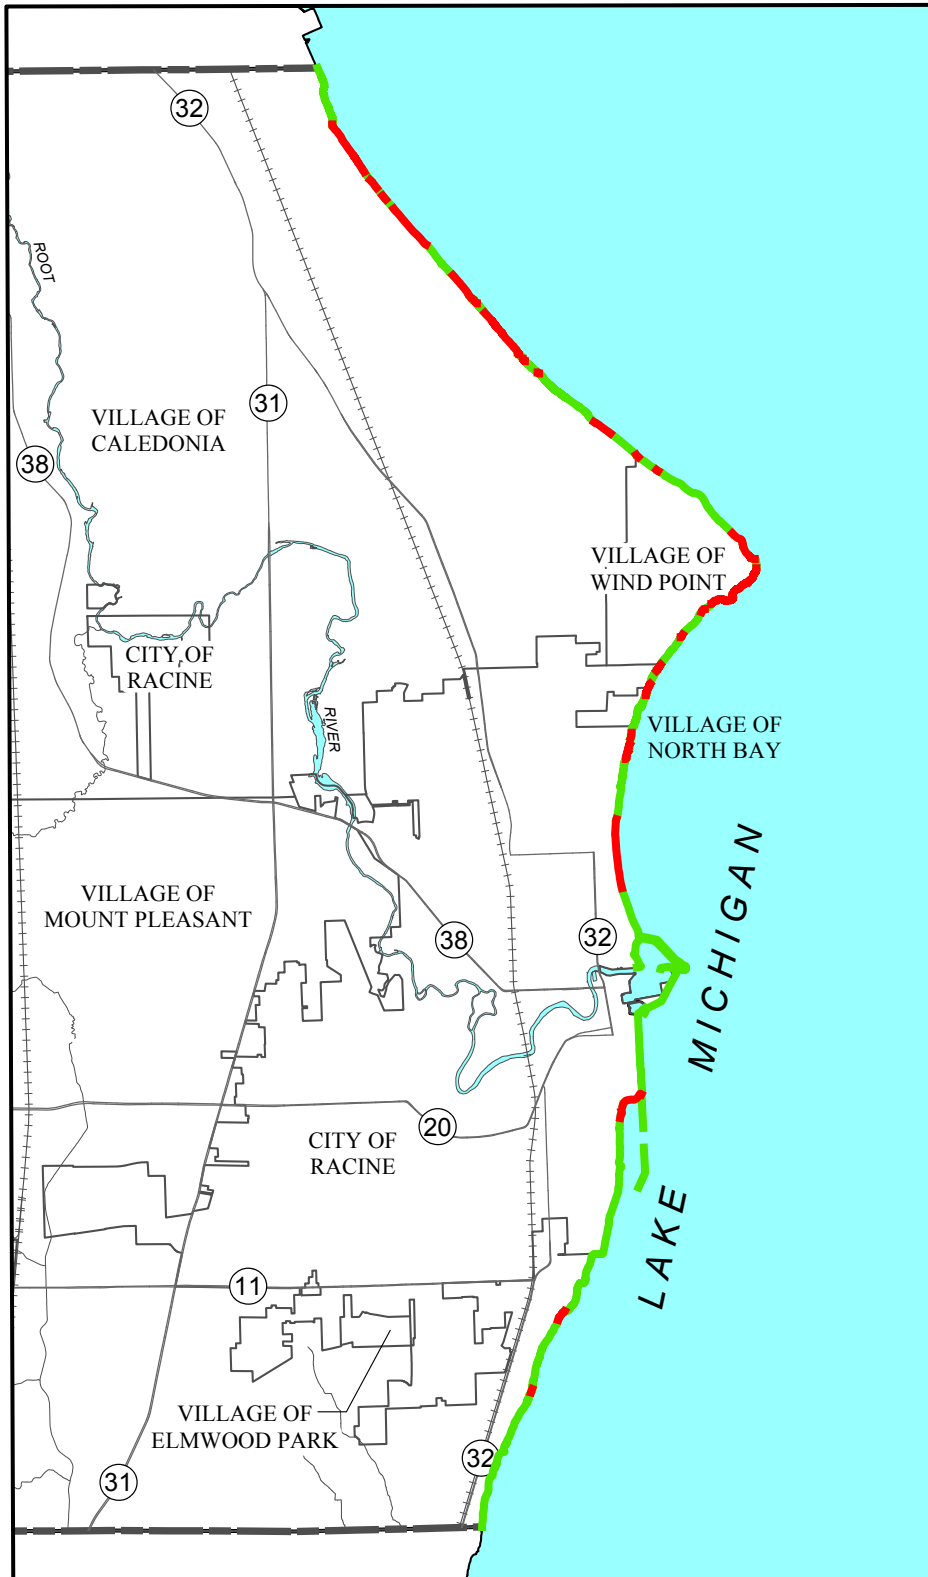 32
ROOT
31
VILLAGE OF
CALEDONIA
38
VILLAGE OF
WIND POINT
CITY OF
RACINE
RIVER
VILLAGE OF
NORTH BAY
VILLAGE OF
MOUNT PLEASANT
38
32
LAKE MICHIGAN
20
CITY OF
RACINE
11
VILLAGE OF
ELMWOOD PARK
32
31